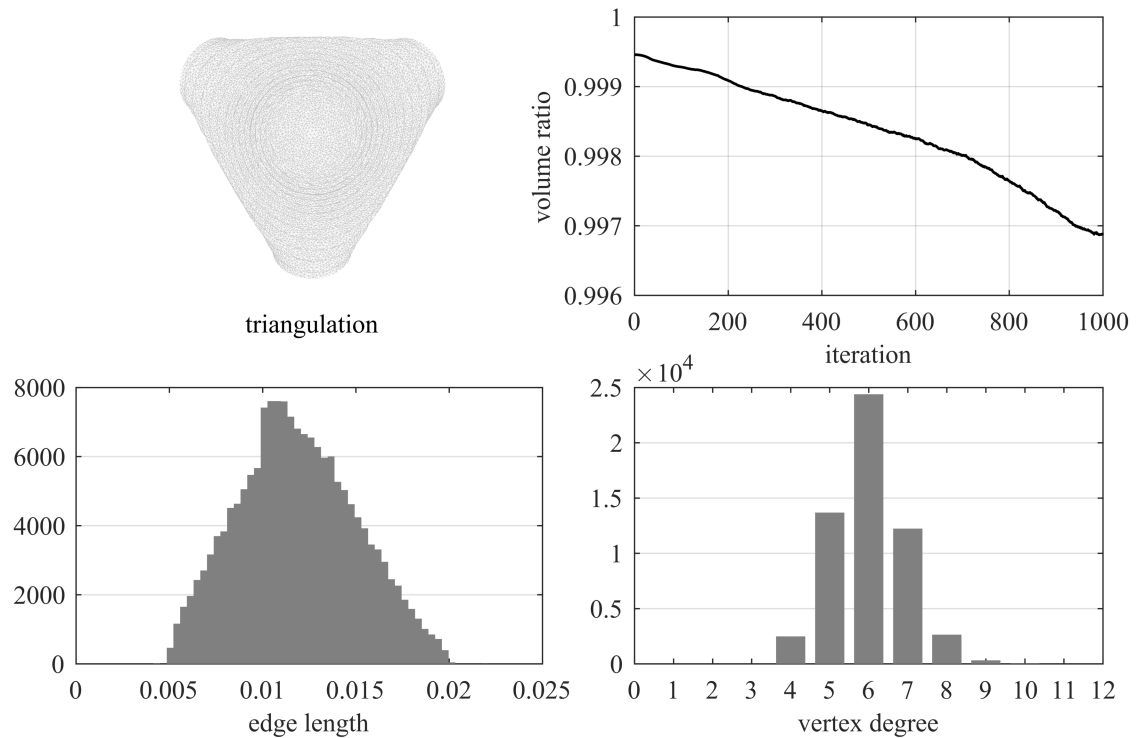 triangulation
1
0.999
0.998
0.997
0.996
volume ratio
0 200 400 600 800 1000
iteration
8000
6000
4000
2000
0
0 0.005 0.01 0.015 0.02 0.025
edge length
×10^4
2.5
2
1.5
1
0.5
0
0 1 2 3 4 5 6 7 8 9 10 11 12
vertex degree